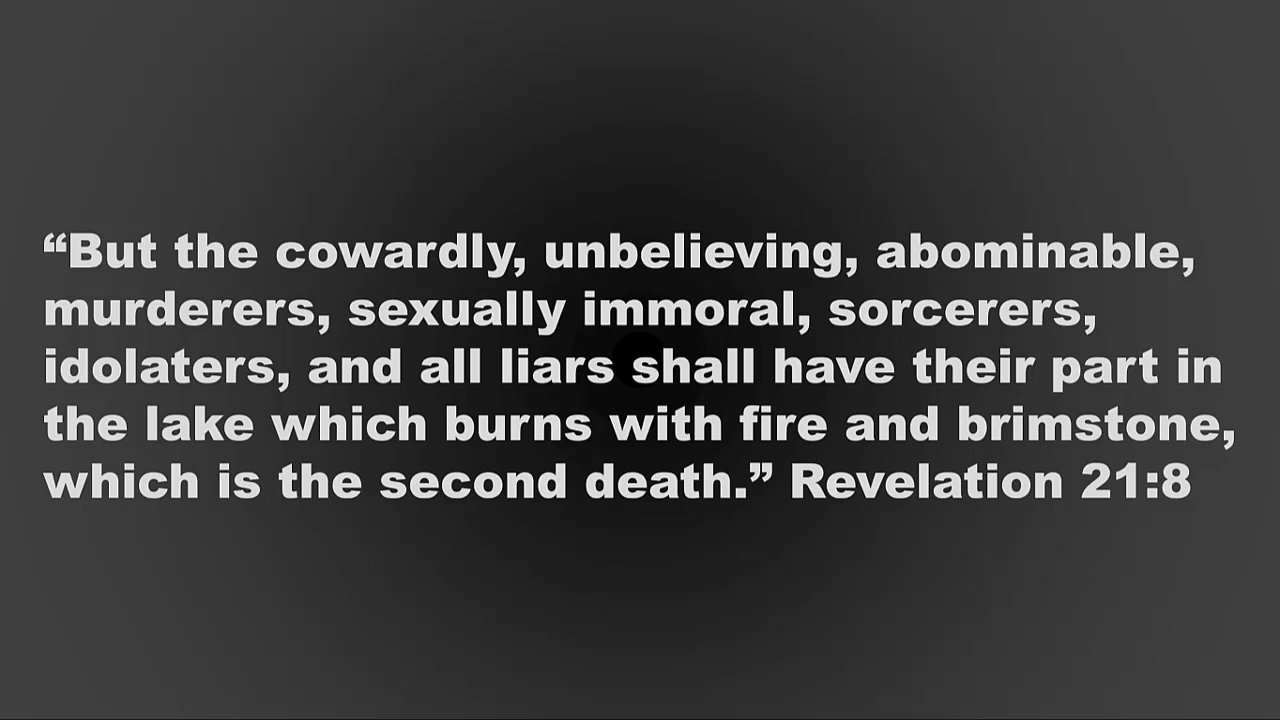 “But the cowardly, unbelieving, abominable,
murderers, sexually immoral, sorcerers,
idolaters, and all liars shall have their part in
the lake which burns with fire and brimstone,
which is the second death.” Revelation 21:8